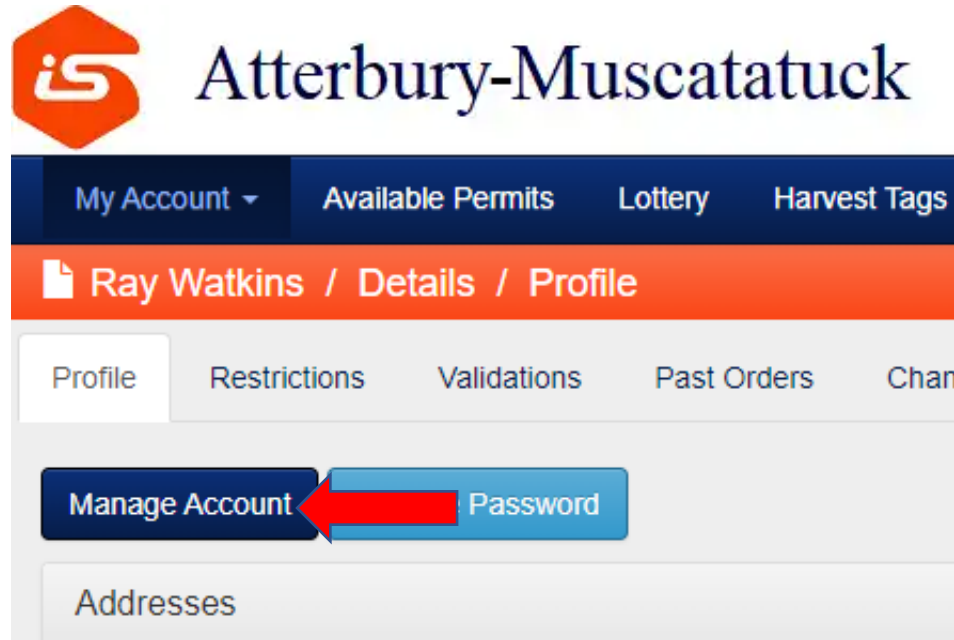 iS
Atterbury-Muscatatuck
My Account Available Permits Lottery Harvest Tags
Ray Watkins / Details / Profile
Profile Restrictions Validations Past Orders
Manage Account Password
Addresses